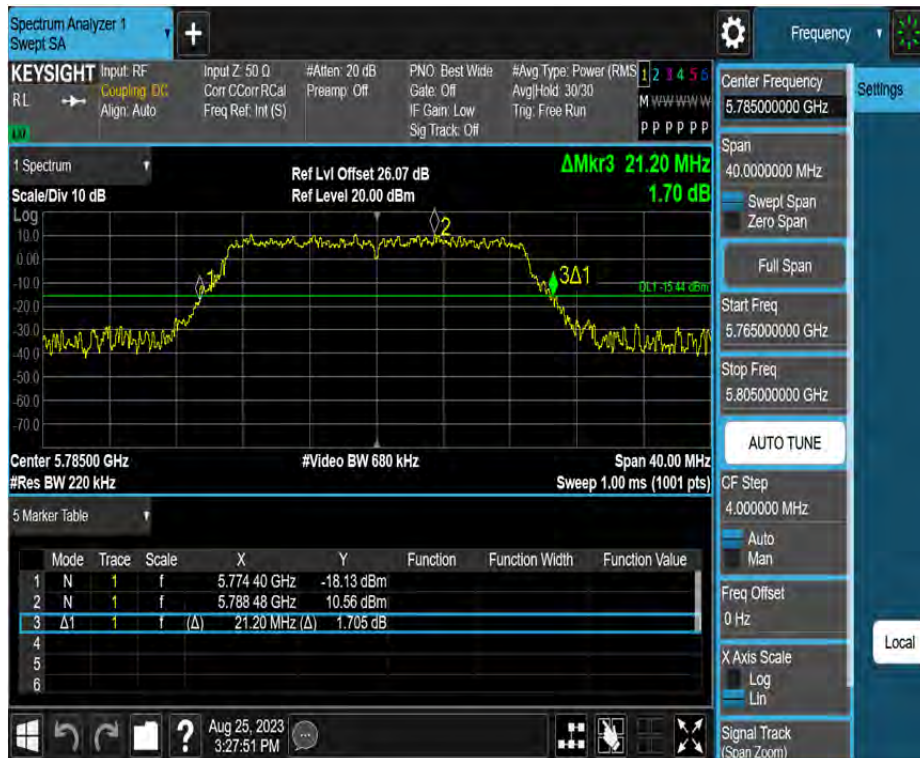 Spectrum Analyzer 1
Swept SA
+
Frequency
KEYSIGHT
RL
Input: RF
Coupling: DC
Align: Auto
Input Z: 50 Ω
Corr CCorr RCal
Freq Ref: Int (S)
#Atten: 20 dB
Preamp: Off
PNO: Best Wide
Gate: Off
IF Gain: Low
Sig Track: Off
#Avg Type: Power (RMS
Avg|Hold: 30/30
Trig: Free Run
1 2 3 4 5 6
M W W W W W
P P P P P P
1 Spectrum
Scale/Div 10 dB
Ref Lvl Offset 26.07 dB
Ref Level 20.00 dBm
ΔMkr3 21.20 MHz
1.70 dB
Log
10.0
0.00
-10.0
-20.0
-30.0
-40.0
-50.0
-60.0
-70.0
1
2
3Δ1
DL1 -15.44 dBm
Center 5.78500 GHz
#Video BW 680 kHz
Span 40.00 MHz
#Res BW 220 kHz
Sweep 1.00 ms (1001 pts)
5 Marker Table
Mode Trace Scale X Y Function Function Width Function Value
1 N 1 f 5.774 40 GHz -18.13 dBm
2 N 1 f 5.788 48 GHz 10.56 dBm
3 Δ1 1 f (Δ) 21.20 MHz (Δ) 1.705 dB
4
5
6
?
Aug 25, 2023
3:27:51 PM
Center Frequency
5.785000000 GHz
Settings
Span
40.0000000 MHz
Swept Span
Zero Span
Full Span
Start Freq
5.765000000 GHz
Stop Freq
5.805000000 GHz
AUTO TUNE
CF Step
4.000000 MHz
Auto
Man
Freq Offset
0 Hz
X Axis Scale
Log
Lin
Local
Signal Track
(Span Zoom)